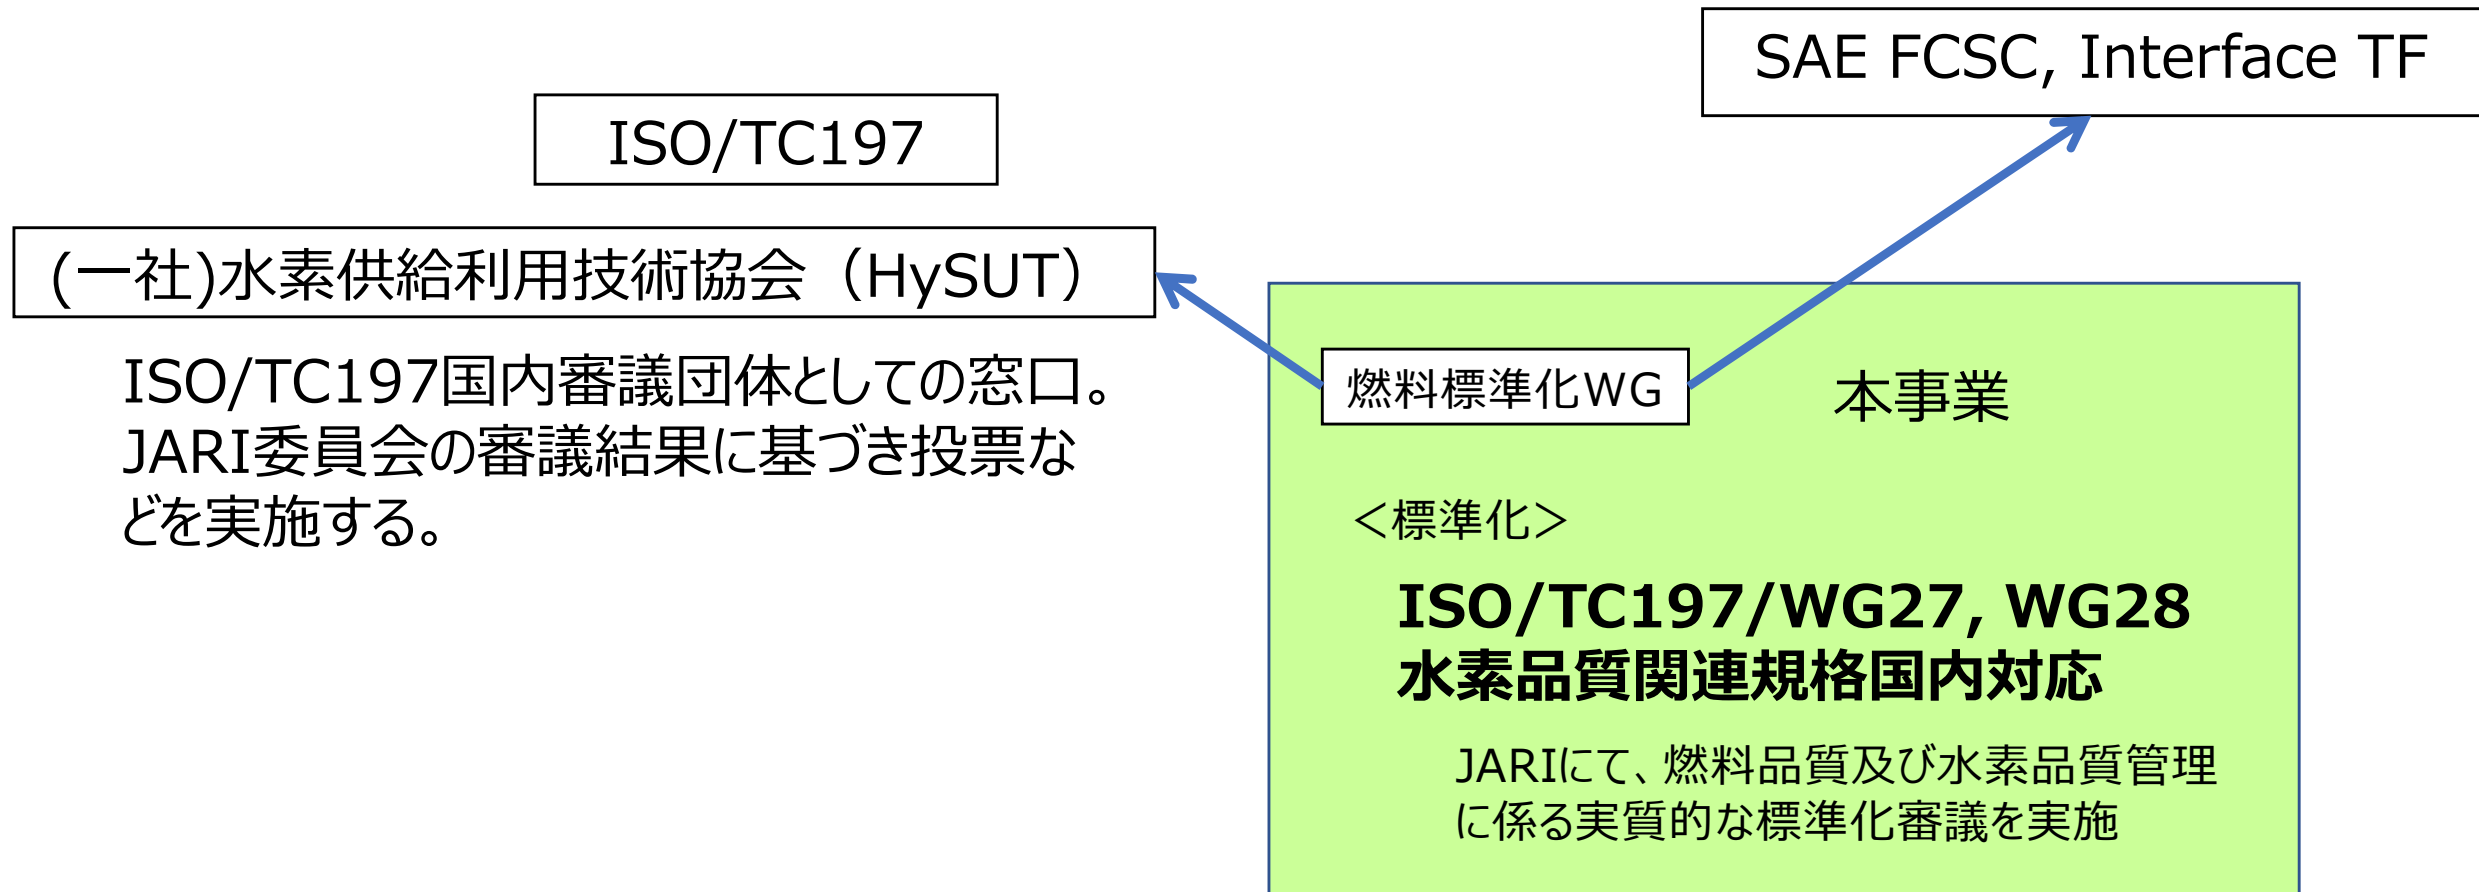 SAE FCSC, Interface TF
ISO/TC197
(一社)水素供給利用技術協会（HySUT）
ISO/TC197国内審議団体としての窓口。
JARI委員会の審議結果に基づき投票な
どを実施する。
燃料標準化WG
本事業
＜標準化＞
ISO/TC197/WG27, WG28
水素品質関連規格国内対応
JARIにて、燃料品質及び水素品質管理
に係る実質的な標準化審議を実施